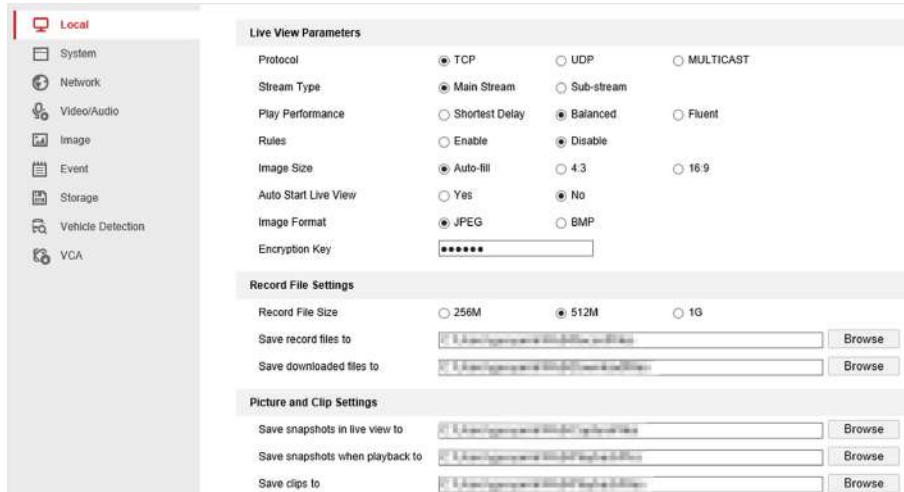 Local
System
Network
Video/Audio
Image
Event
Storage
Vehicle Detection
VCA
Live View Parameters
Protocol TCP UDP MULTICAST
Stream Type Main Stream Sub-stream
Play Performance Shortest Delay Balanced Fluent
Rules Enable Disable
Image Size Auto-fill 4:3 16:9
Auto Start Live View Yes No
Image Format JPEG BMP
Encryption Key
Record File Settings
Record File Size 256M 512M 1G
Save record files to Browse
Save downloaded files to Browse
Picture and Clip Settings
Save snapshots in live view to Browse
Save snapshots when playback to Browse
Save clips to Browse